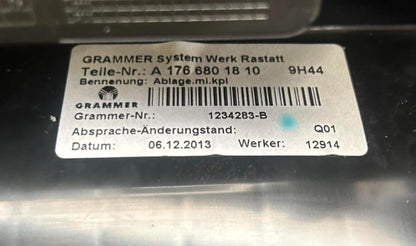 GRAMMER System Werk Rastatt
Teile-Nr.: A 176 680 18 10 9H44
Bennenung: Ablage.mi.kpl
GRAMMER
Grammer-Nr.: 1234283-B
Absprache-Änderungstand: Q01
Datum: 06.12.2013 Werker: 12914